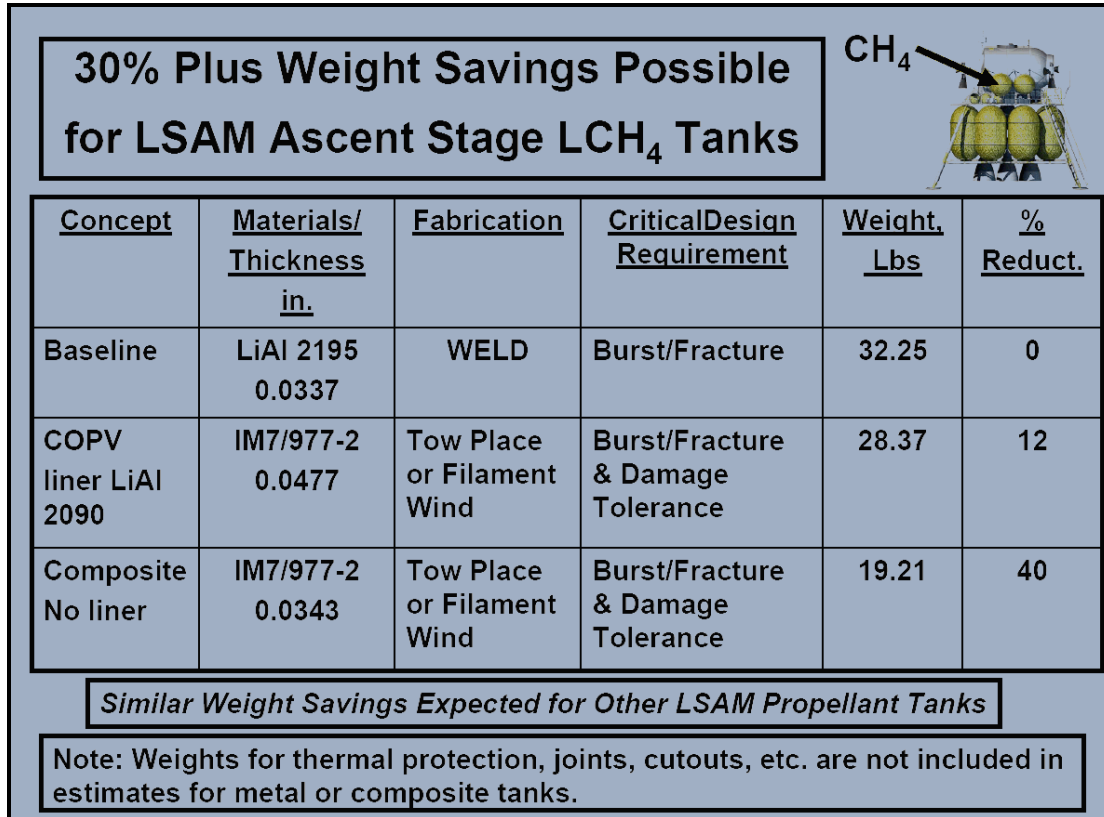 30% Plus Weight Savings Possible
for LSAM Ascent Stage LCH₄ Tanks
CH₄
Concept
Materials/
Thickness
in.
Fabrication
CriticalDesign
Requirement
Weight,
Lbs
%
Reduct.
Baseline
LiAl 2195
0.0337
WELD
Burst/Fracture
32.25
0
COPV
liner LiAl
2090
IM7/977-2
0.0477
Tow Place
or Filament
Wind
Burst/Fracture
& Damage
Tolerance
28.37
12
Composite
No liner
IM7/977-2
0.0343
Tow Place
or Filament
Wind
Burst/Fracture
& Damage
Tolerance
19.21
40
Similar Weight Savings Expected for Other LSAM Propellant Tanks
Note: Weights for thermal protection, joints, cutouts, etc. are not included in
estimates for metal or composite tanks.